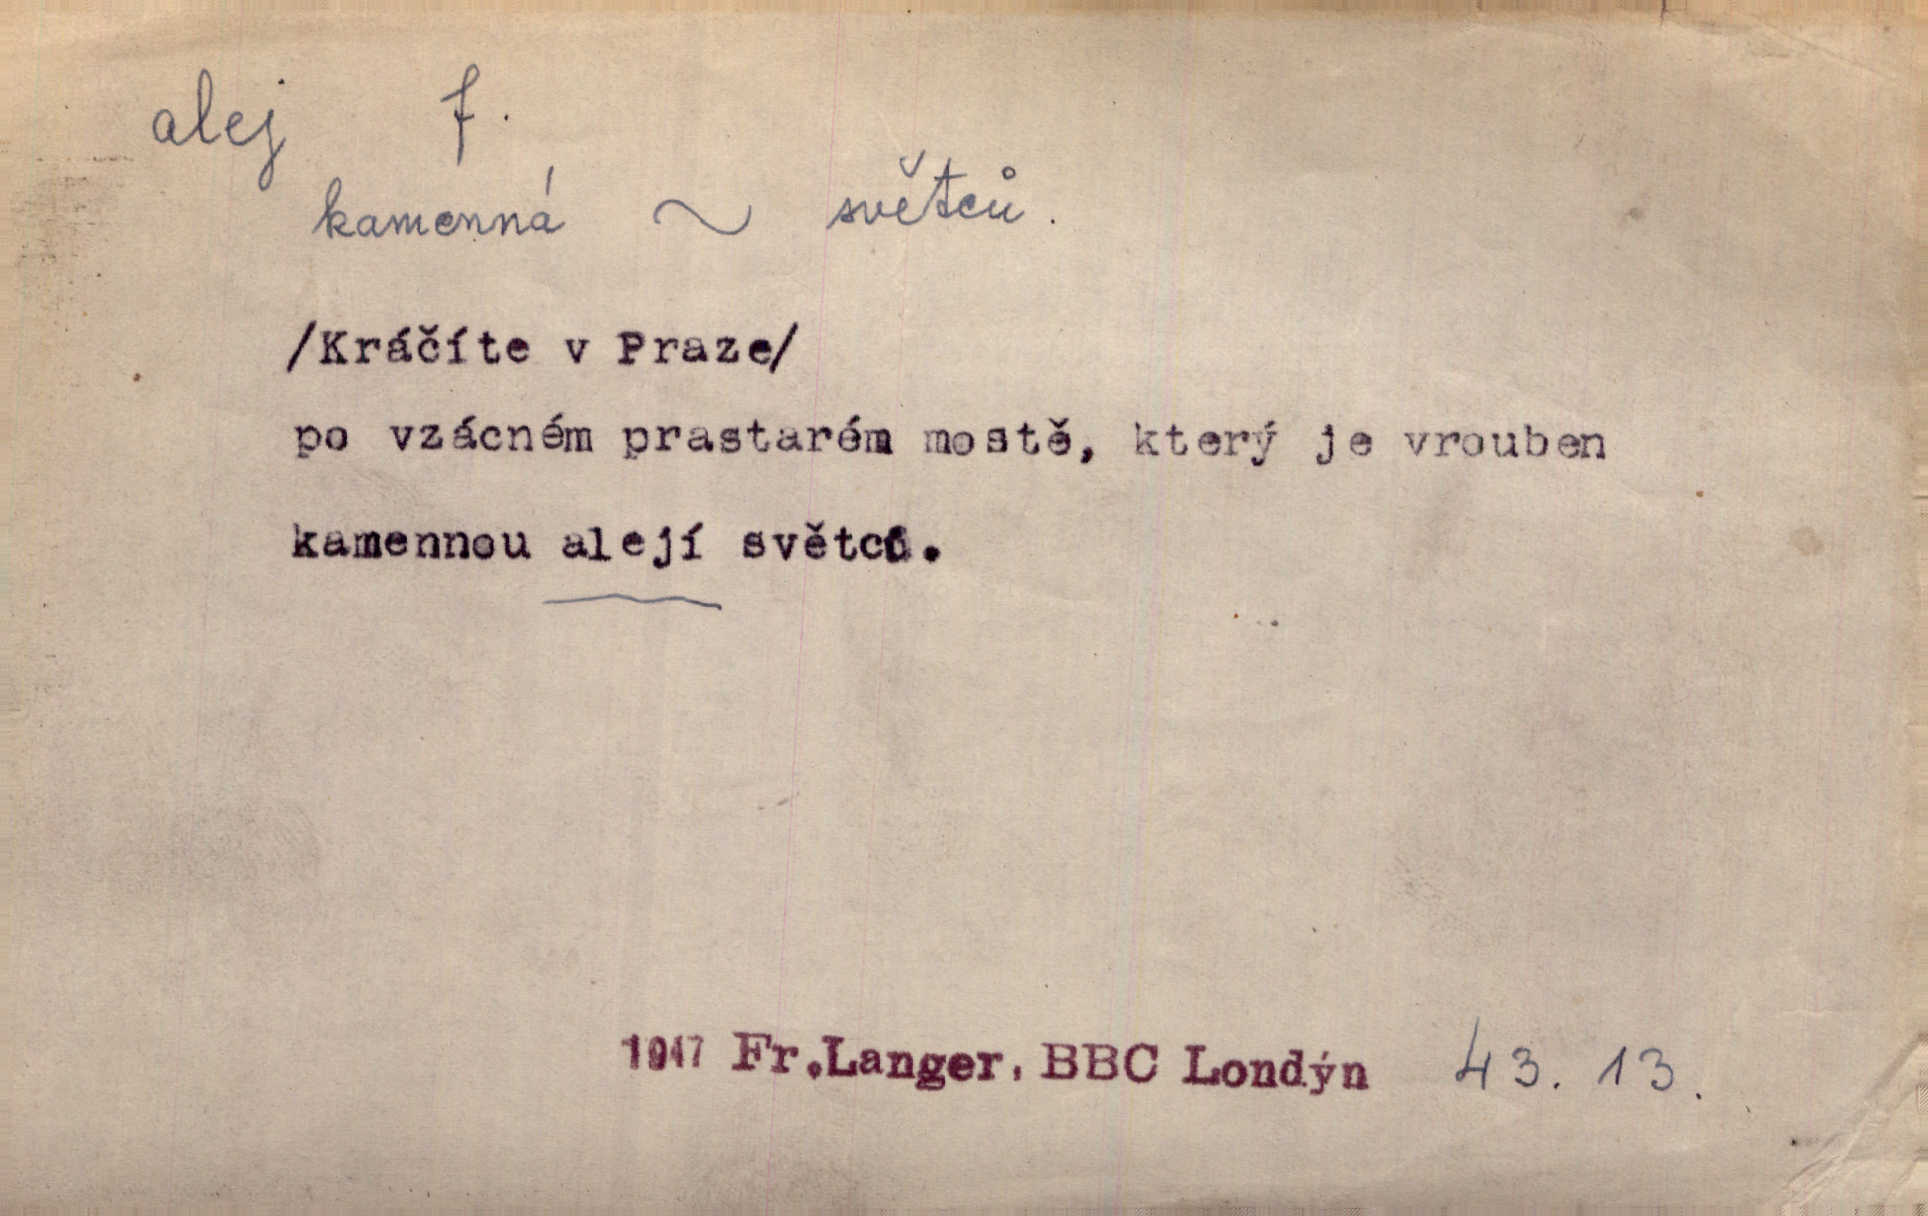 alej f.
kamenná ~ světců.
/Kráčíte v Praze/
po vzácném prastarém mostě, který je vrouben
kamennou alejí světců.
1947 Fr.Langer, BBC Londýn 43. 13.